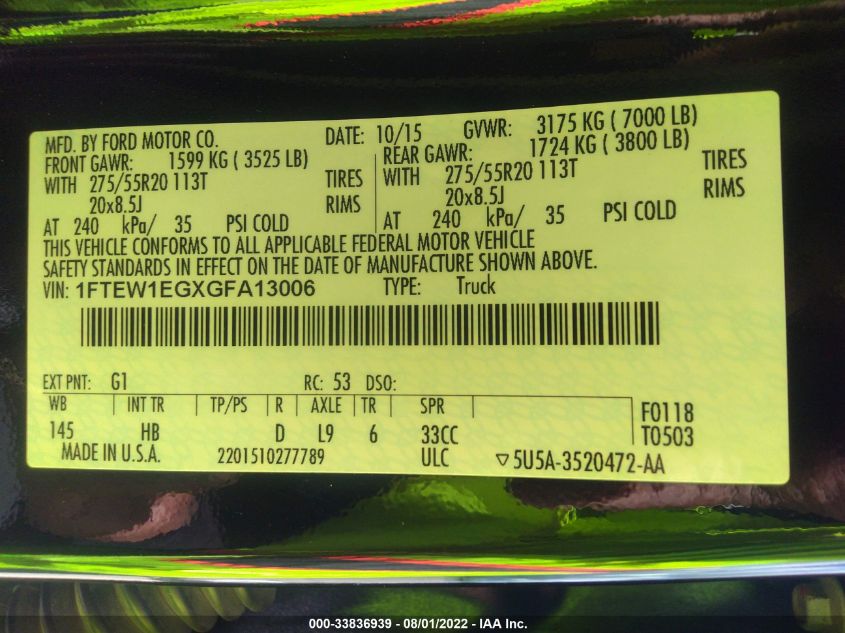 MFD. BY FORD MOTOR CO. DATE: 10/15 GVWR: 3175 KG ( 7000 LB)
FRONT GAWR: 1599 KG ( 3525 LB) REAR GAWR: 1724 KG ( 3800 LB)
WITH 275/55R20 113T TIRES WITH 275/55R20 113T TIRES
20x8.5J RIMS 20x8.5J RIMS
AT 240 kPa/ 35 PSI COLD AT 240 kPa/ 35 PSI COLD
THIS VEHICLE CONFORMS TO ALL APPLICABLE FEDERAL MOTOR VEHICLE
SAFETY STANDARDS IN EFFECT ON THE DATE OF MANUFACTURE SHOWN ABOVE.
VIN: 1FTEW1EGXGFA13006 TYPE: Truck
EXT PNT: G1 RC: 53 DSO:
WB INT TR TP/PS R AXLE TR SPR F0118
145 HB D L9 6 33CC T0503
MADE IN U.S.A. 2201510277789 ULC ▽5U5A-3520472-AA
000-33836939 - 08/01/2022 - IAA Inc.